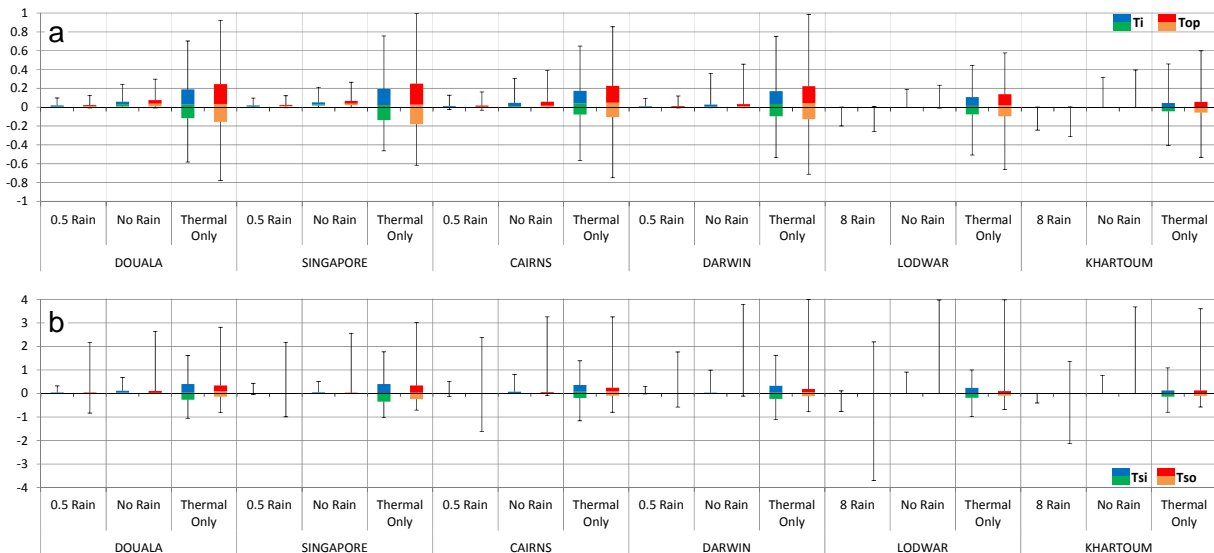 a
Ti Top
1
0.8
0.6
0.4
0.2
0
-0.2
-0.4
-0.6
-0.8
-1
0.5 Rain No Rain Thermal Only 0.5 Rain No Rain Thermal Only 0.5 Rain No Rain Thermal Only 0.5 Rain No Rain Thermal Only 8 Rain No Rain Thermal Only 8 Rain No Rain Thermal Only
DOUALA SINGAPORE CAIRNS DARWIN LODWAR KHARTOUM
b
4
3
2
1
0
-1
-2
-3
-4
Tsi Tso
0.5 Rain No Rain Thermal Only 0.5 Rain No Rain Thermal Only 0.5 Rain No Rain Thermal Only 0.5 Rain No Rain Thermal Only 8 Rain No Rain Thermal Only 8 Rain No Rain Thermal Only
DOUALA SINGAPORE CAIRNS DARWIN LODWAR KHARTOUM